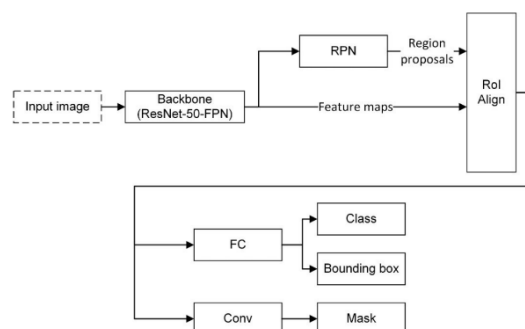 RPN
Region
proposals
RoI
Align
Input image
Backbone
(ResNet-50-FPN)
Feature maps
FC
Class
Bounding box
Conv
Mask